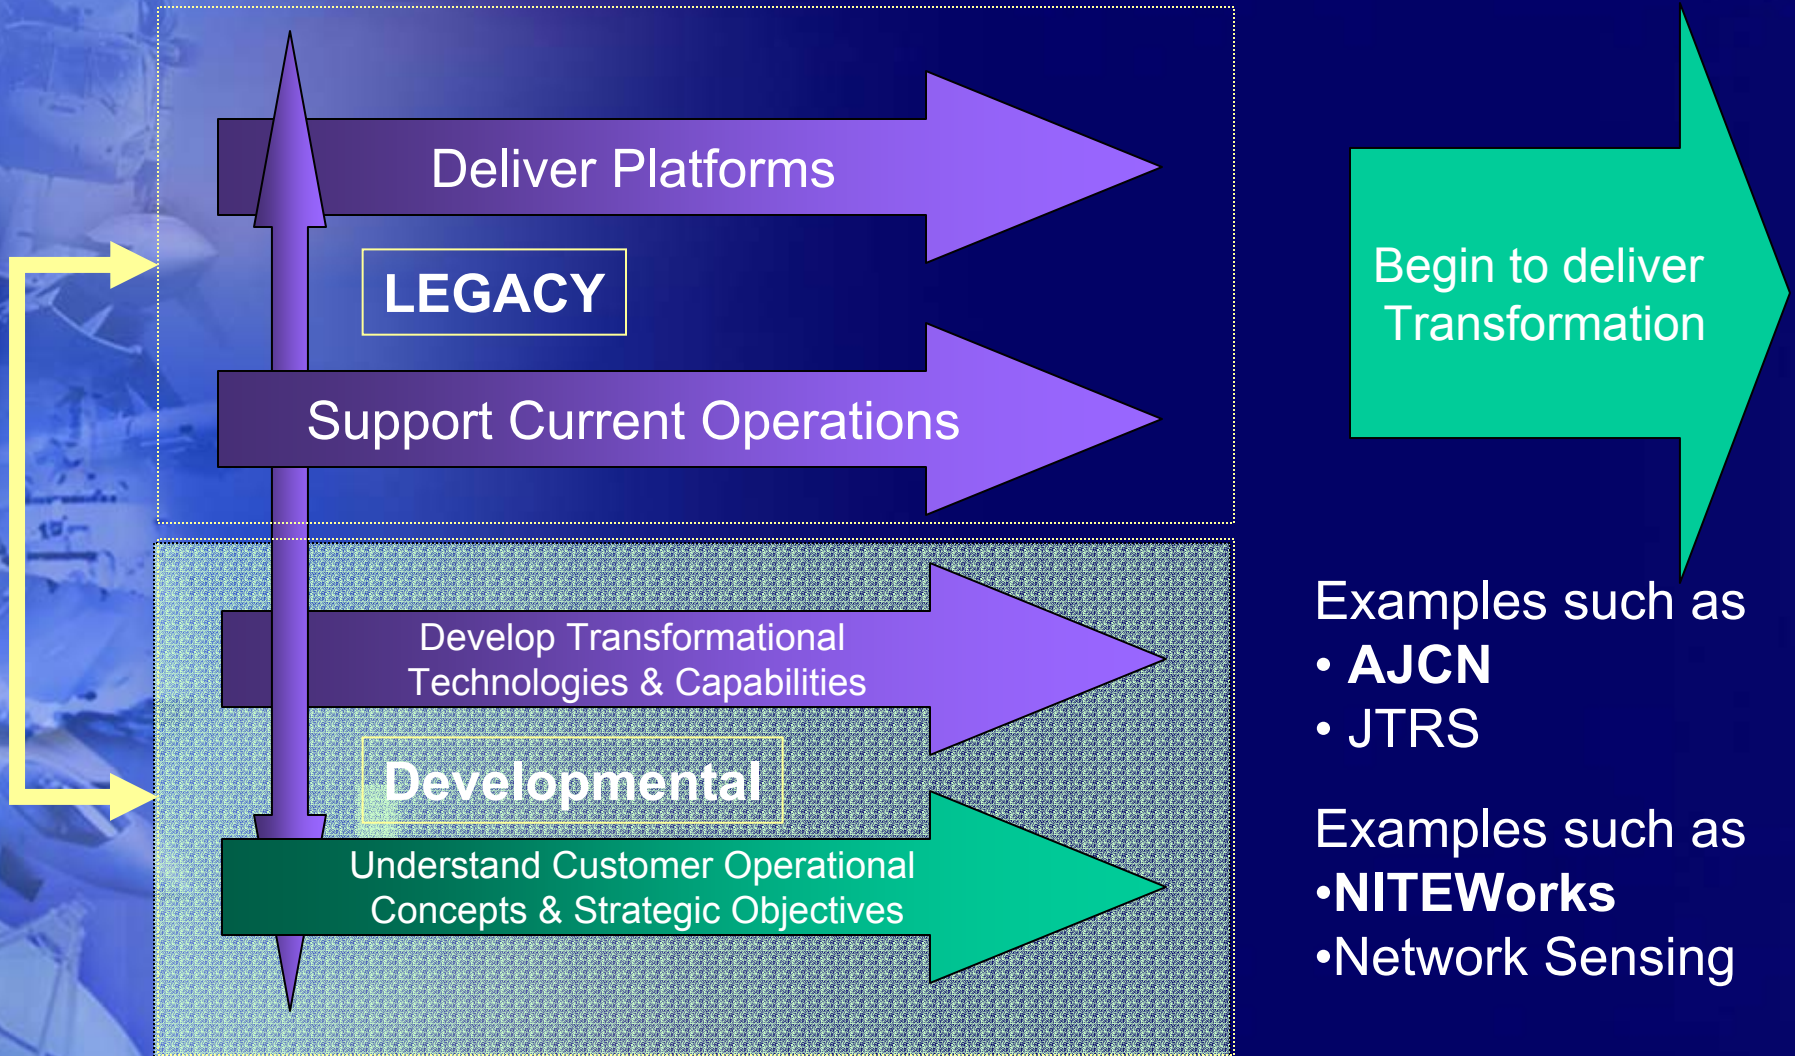 Deliver Platforms
LEGACY
Support Current Operations
Develop Transformational
Technologies & Capabilities
Developmental
Understand Customer Operational
Concepts & Strategic Objectives
Begin to deliver
Transformation
Examples such as
• AJCN
• JTRS
Examples such as
•NITEWorks
•Network Sensing